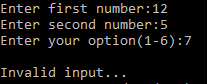 Enter first number:12
Enter second number:5
Enter your option(1-6):7
Invalid input...